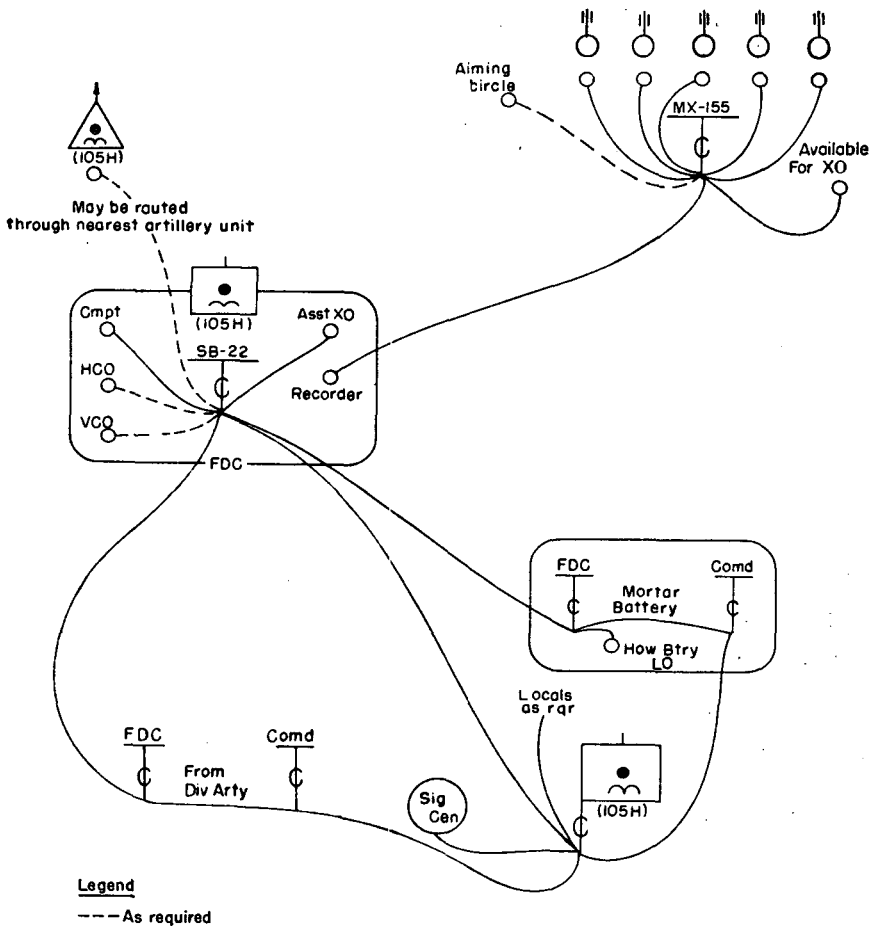 Aiming
bircle
MX-155
Available
For XO
(105H)
May be routed
through nearest artillery unit
(105H)
Cmpt
Asst XO
SB-22
HCO
Recorder
VCO
FDC
FDC
Comd
Mortar
Battery
How Btry
LO
Locals
as rqr
FDC
Comd
From
Div Arty
Sig
Cen
(105H)
Legend
---As required